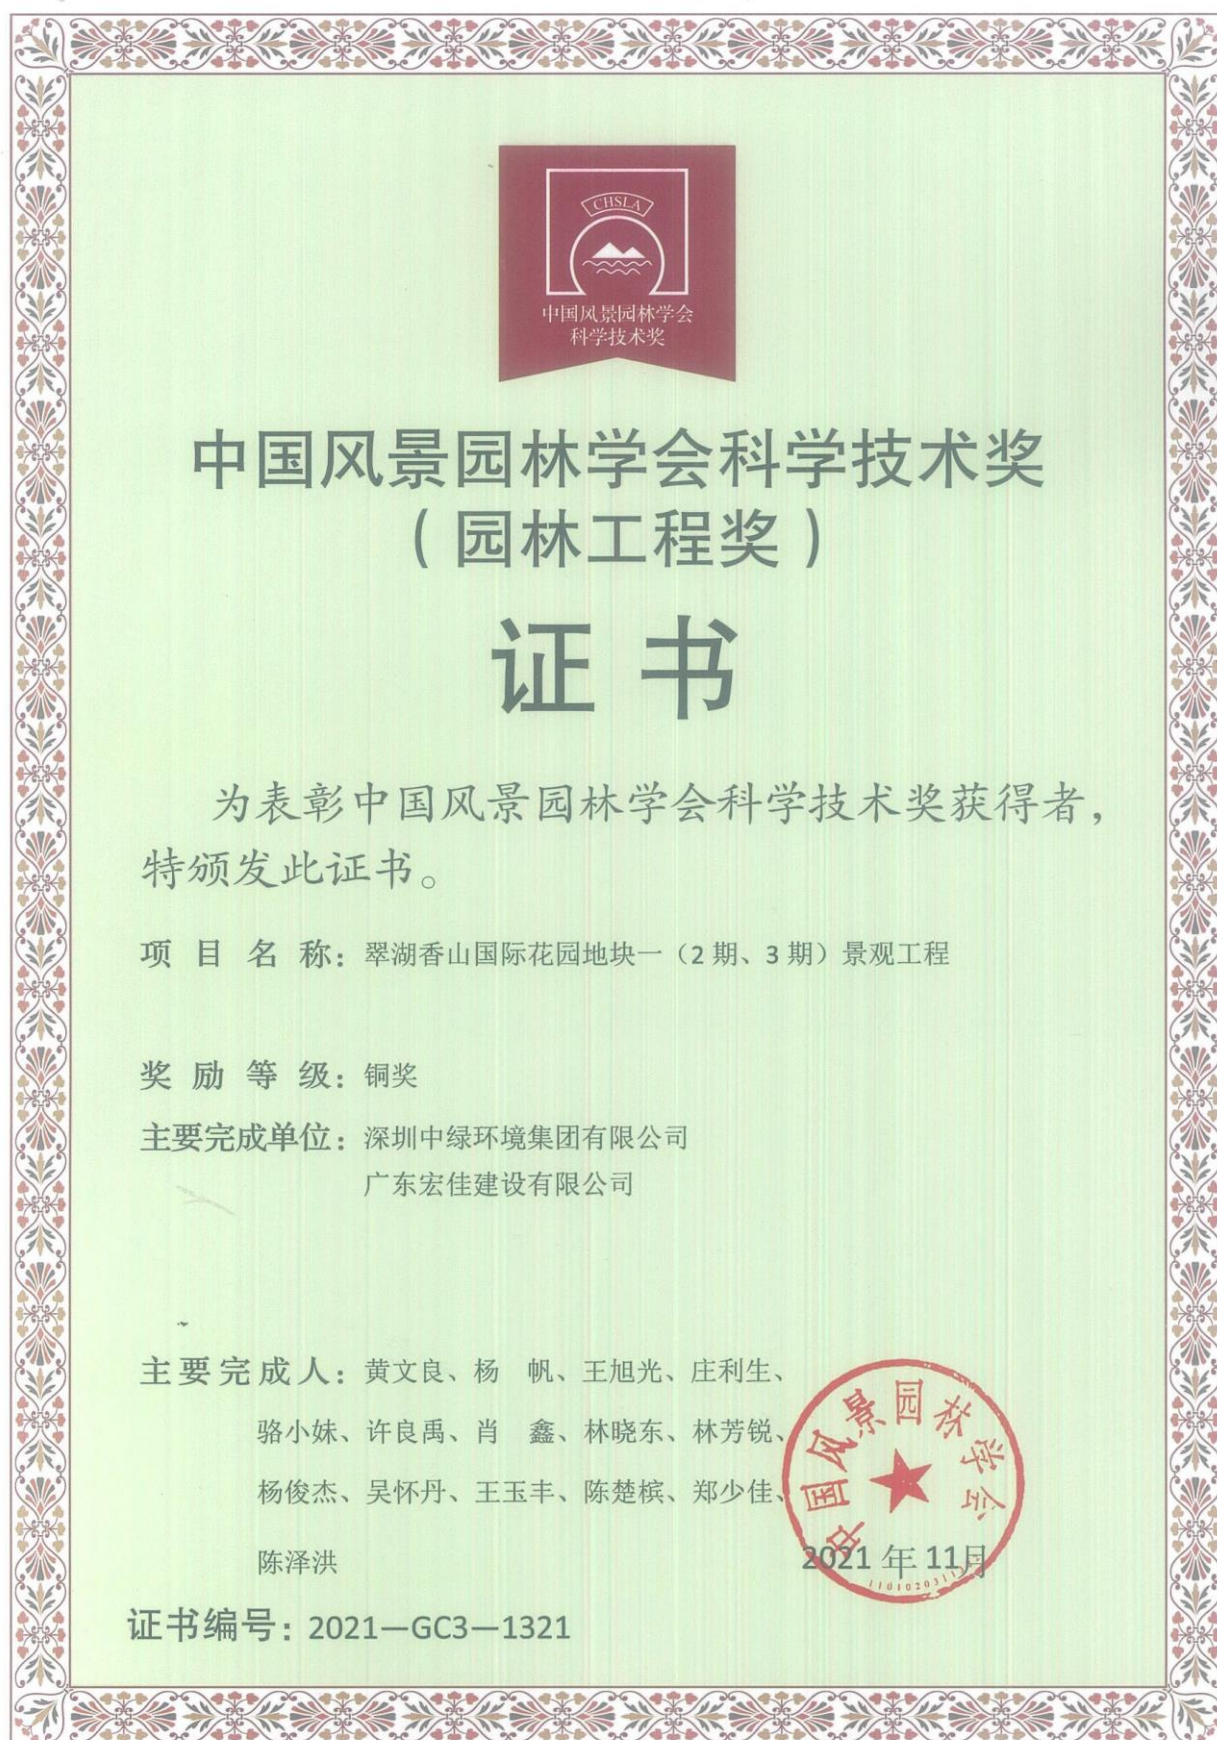 CHSLA
中国风景园林学会
科学技术奖
中国风景园林学会科学技术奖
（园林工程奖）
证 书
为表彰中国风景园林学会科学技术奖获得者，
特颁发此证书。
项 目 名 称：翠湖香山国际花园地块一（2 期、3 期）景观工程
奖 励 等 级：铜奖
主要完成单位：深圳中绿环境集团有限公司
广东宏佳建设有限公司
主要完成人：黄文良、杨　帆、王旭光、庄利生、
骆小妹、许良禹、肖　鑫、林晓东、林芳锐、
杨俊杰、吴怀丹、王玉丰、陈楚槟、郑少佳、
陈泽洪
中国风景园林学会
2021 年 11月
证书编号：2021—GC3—1321